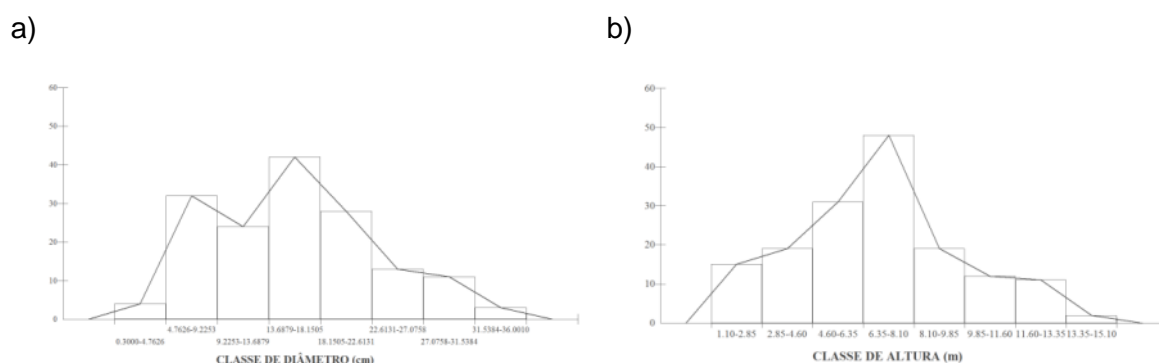 a)
b)
60
50
40
30
20
10
0
4.7626-9.2253 13.6879-18.1505 22.6131-27.0758 31.5384-36.0010
0.3000-4.7626 9.2253-13.6879 18.1505-22.6131 27.0758-31.5384
CLASSE DE DIÂMETRO (cm)
60
50
40
30
20
10
0
1.10-2.85 2.85-4.60 4.60-6.35 6.35-8.10 8.10-9.85 9.85-11.60 11.60-13.35 13.35-15.10
CLASSE DE ALTURA (m)